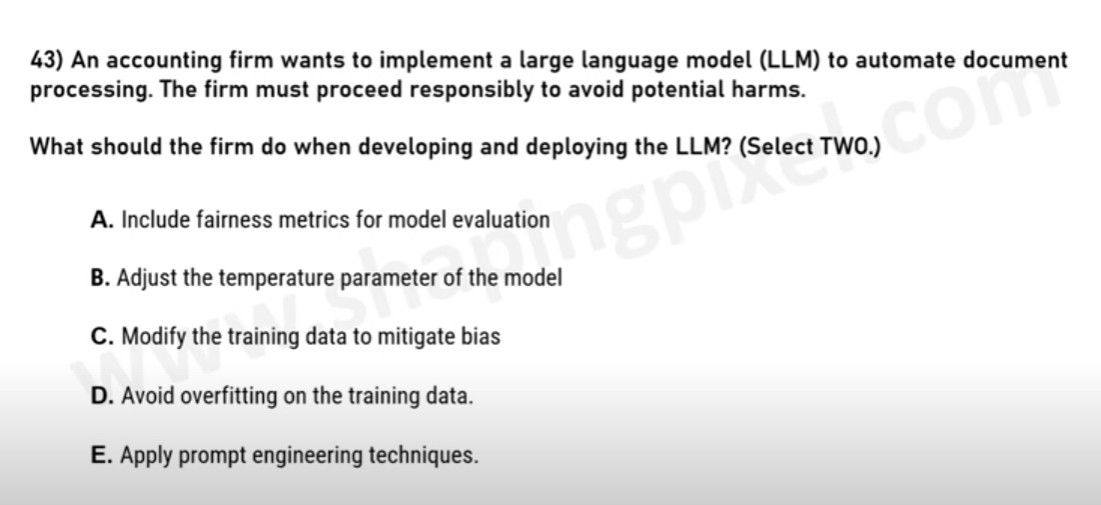 43) An accounting firm wants to implement a large language model (LLM) to automate document
processing. The firm must proceed responsibly to avoid potential harms.
What should the firm do when developing and deploying the LLM? (Select TWO.)
A. Include fairness metrics for model evaluation
B. Adjust the temperature parameter of the model
C. Modify the training data to mitigate bias
D. Avoid overfitting on the training data.
E. Apply prompt engineering techniques.
www.shapingpixel.com